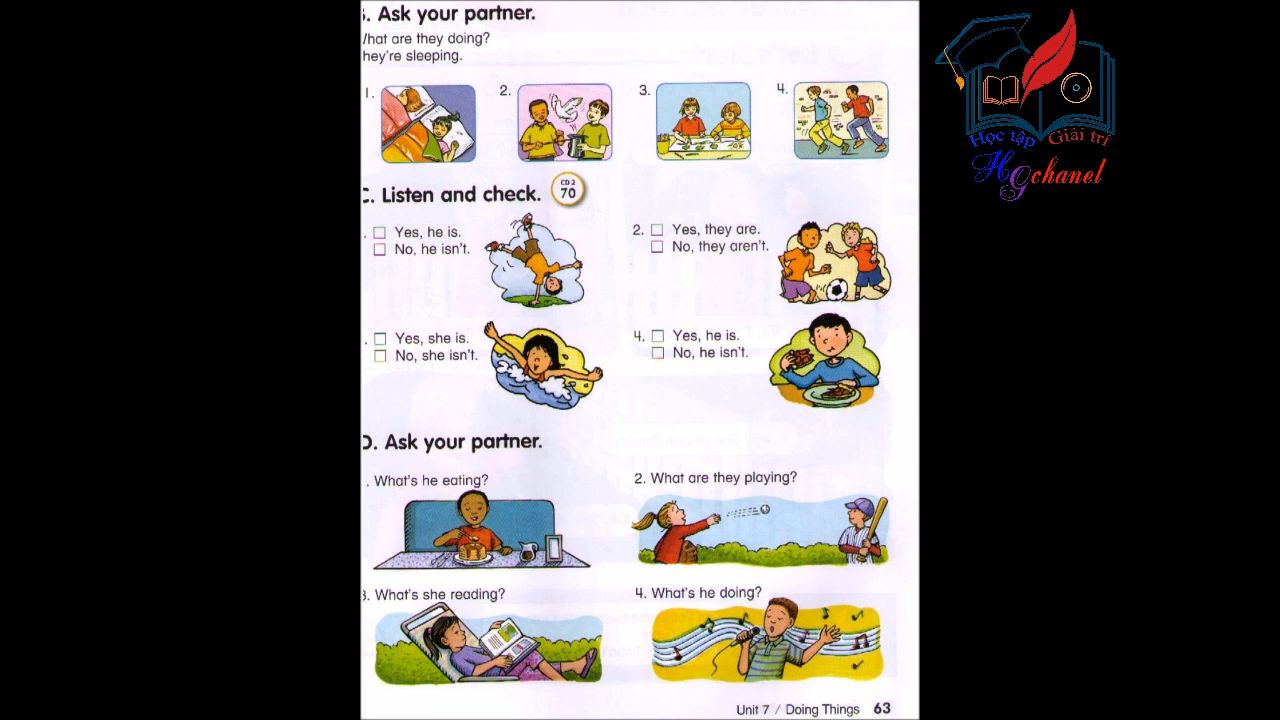 . Ask your partner.
hat are they doing?
hey're sleeping.
1.
2.
3.
4.
C. Listen and check.
CD 2
70
. Yes, he is.
No, he isn't.
2. Yes, they are.
No, they aren't.
. Yes, she is.
No, she isn't.
4. Yes, he is.
No, he isn't.
D. Ask your partner.
. What's he eating?
2. What are they playing?
3. What's she reading?
4. What's he doing?
Unit 7 / Doing Things 63
Học tập Giải trí
HGchanel